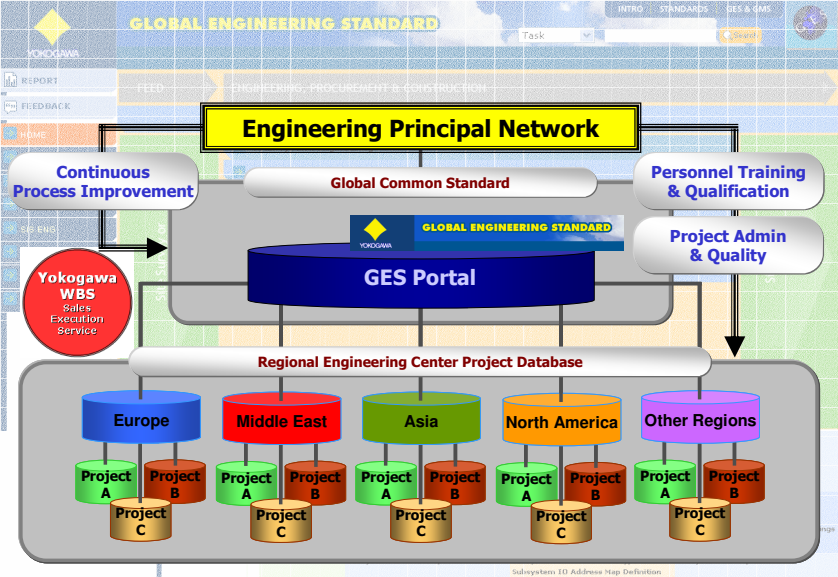 INTRO STANDARDS GES & GMS
GLOBAL ENGINEERING STANDARD
YOKOGAWA
Task
Search
REPORT
FEED
ENGINEERING, PROCUREMENT & CONSTRUCTION
FEEDBACK
HOME
Engineering Principal Network
Continuous
Process Improvement
Global Common Standard
Personnel Training
& Qualification
Project Admin
& Quality
YOKOGAWA
GLOBAL ENGINEERING STANDARD
GES Portal
Yokogawa
WBS
Sales
Execution
Service
Regional Engineering Center Project Database
Europe
Middle East
Asia
North America
Other Regions
Project
A
Project
B
Project
C
Project
A
Project
B
Project
C
Project
A
Project
B
Project
C
Project
A
Project
B
Project
C
Project
A
Project
B
Project
C
Subsystem IO Address Map Definition